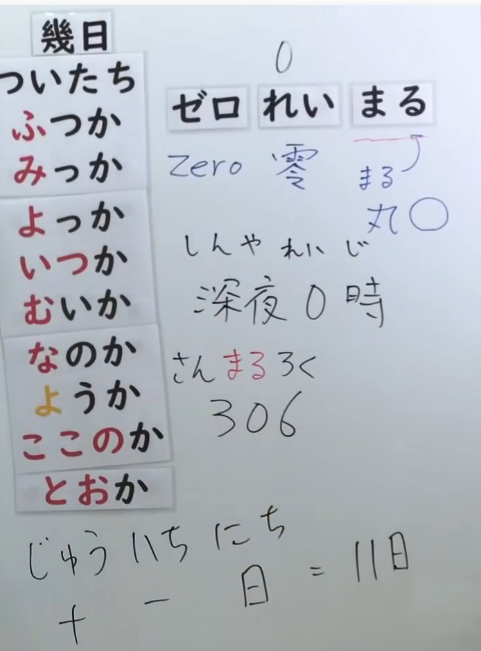 幾日
ついたち
ふつか
みっか
よっか
いつか
むいか
なのか
ようか
ここのか
とおか
0
ゼロ れい まる
zero 零 まる
丸 〇
しんや れい じ
深夜 0 時
さん まる ろく
306
じゅう いち にち
十 一 日 = 11日